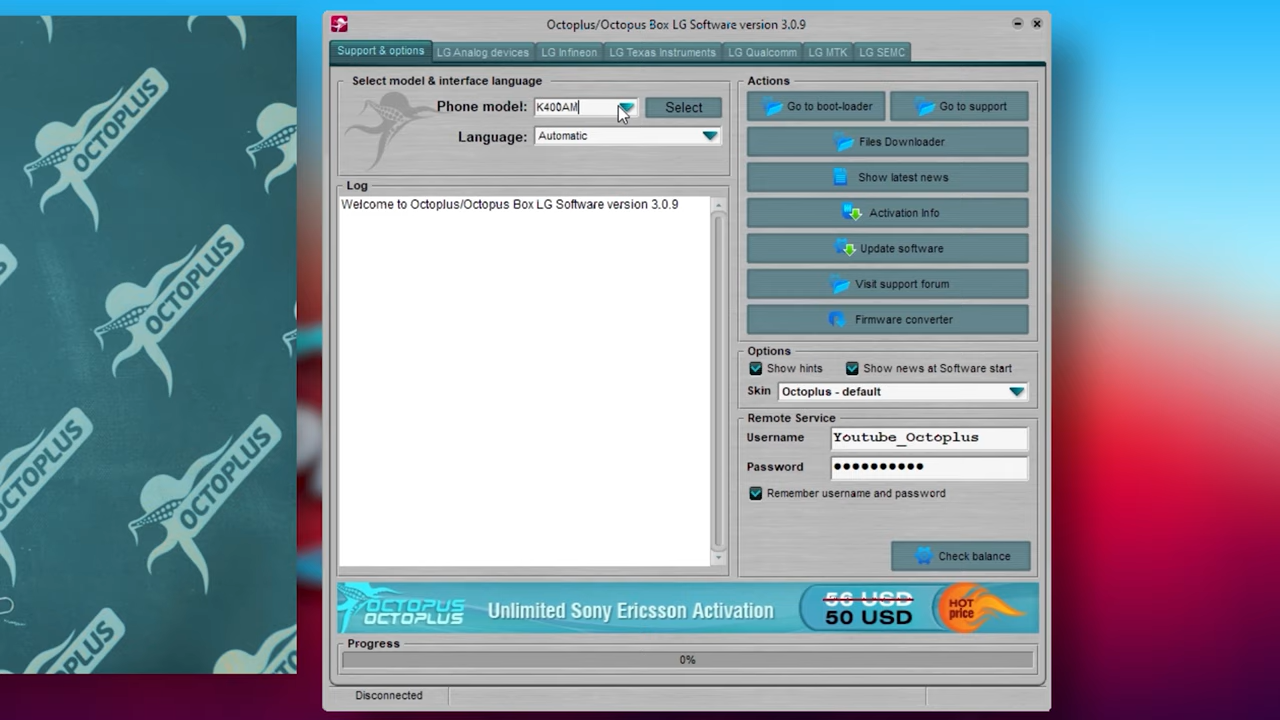 Octoplus/Octopus Box LG Software version 3.0.9
Support & options
LG Analog devices
LG Infineon
LG Texas Instruments
LG Qualcomm
LG MTK
LG SEMC
Select model & interface language
Phone model:
K400AM
Select
Language:
Automatic
OCTOPUS
Log
Welcome to Octoplus/Octopus Box LG Software version 3.0.9
Actions
Go to boot-loader
Go to support
Files Downloader
Show latest news
Activation Info
Update software
Visit support forum
Firmware converter
Options
Show hints
Show news at Software start
Skin
Octoplus - default
Remote Service
Username
Youtube_Octoplus
Password
●●●●●●●●●●
Remember username and password
Check balance
OCTOPUS
OCTOPLUS
Unlimited Sony Ericsson Activation
56 USD
50 USD
HOT
price
Progress
0%
Disconnected
OCTOPLUS
OCTOPLUS
OCTOPLUS
OCTOPLUS